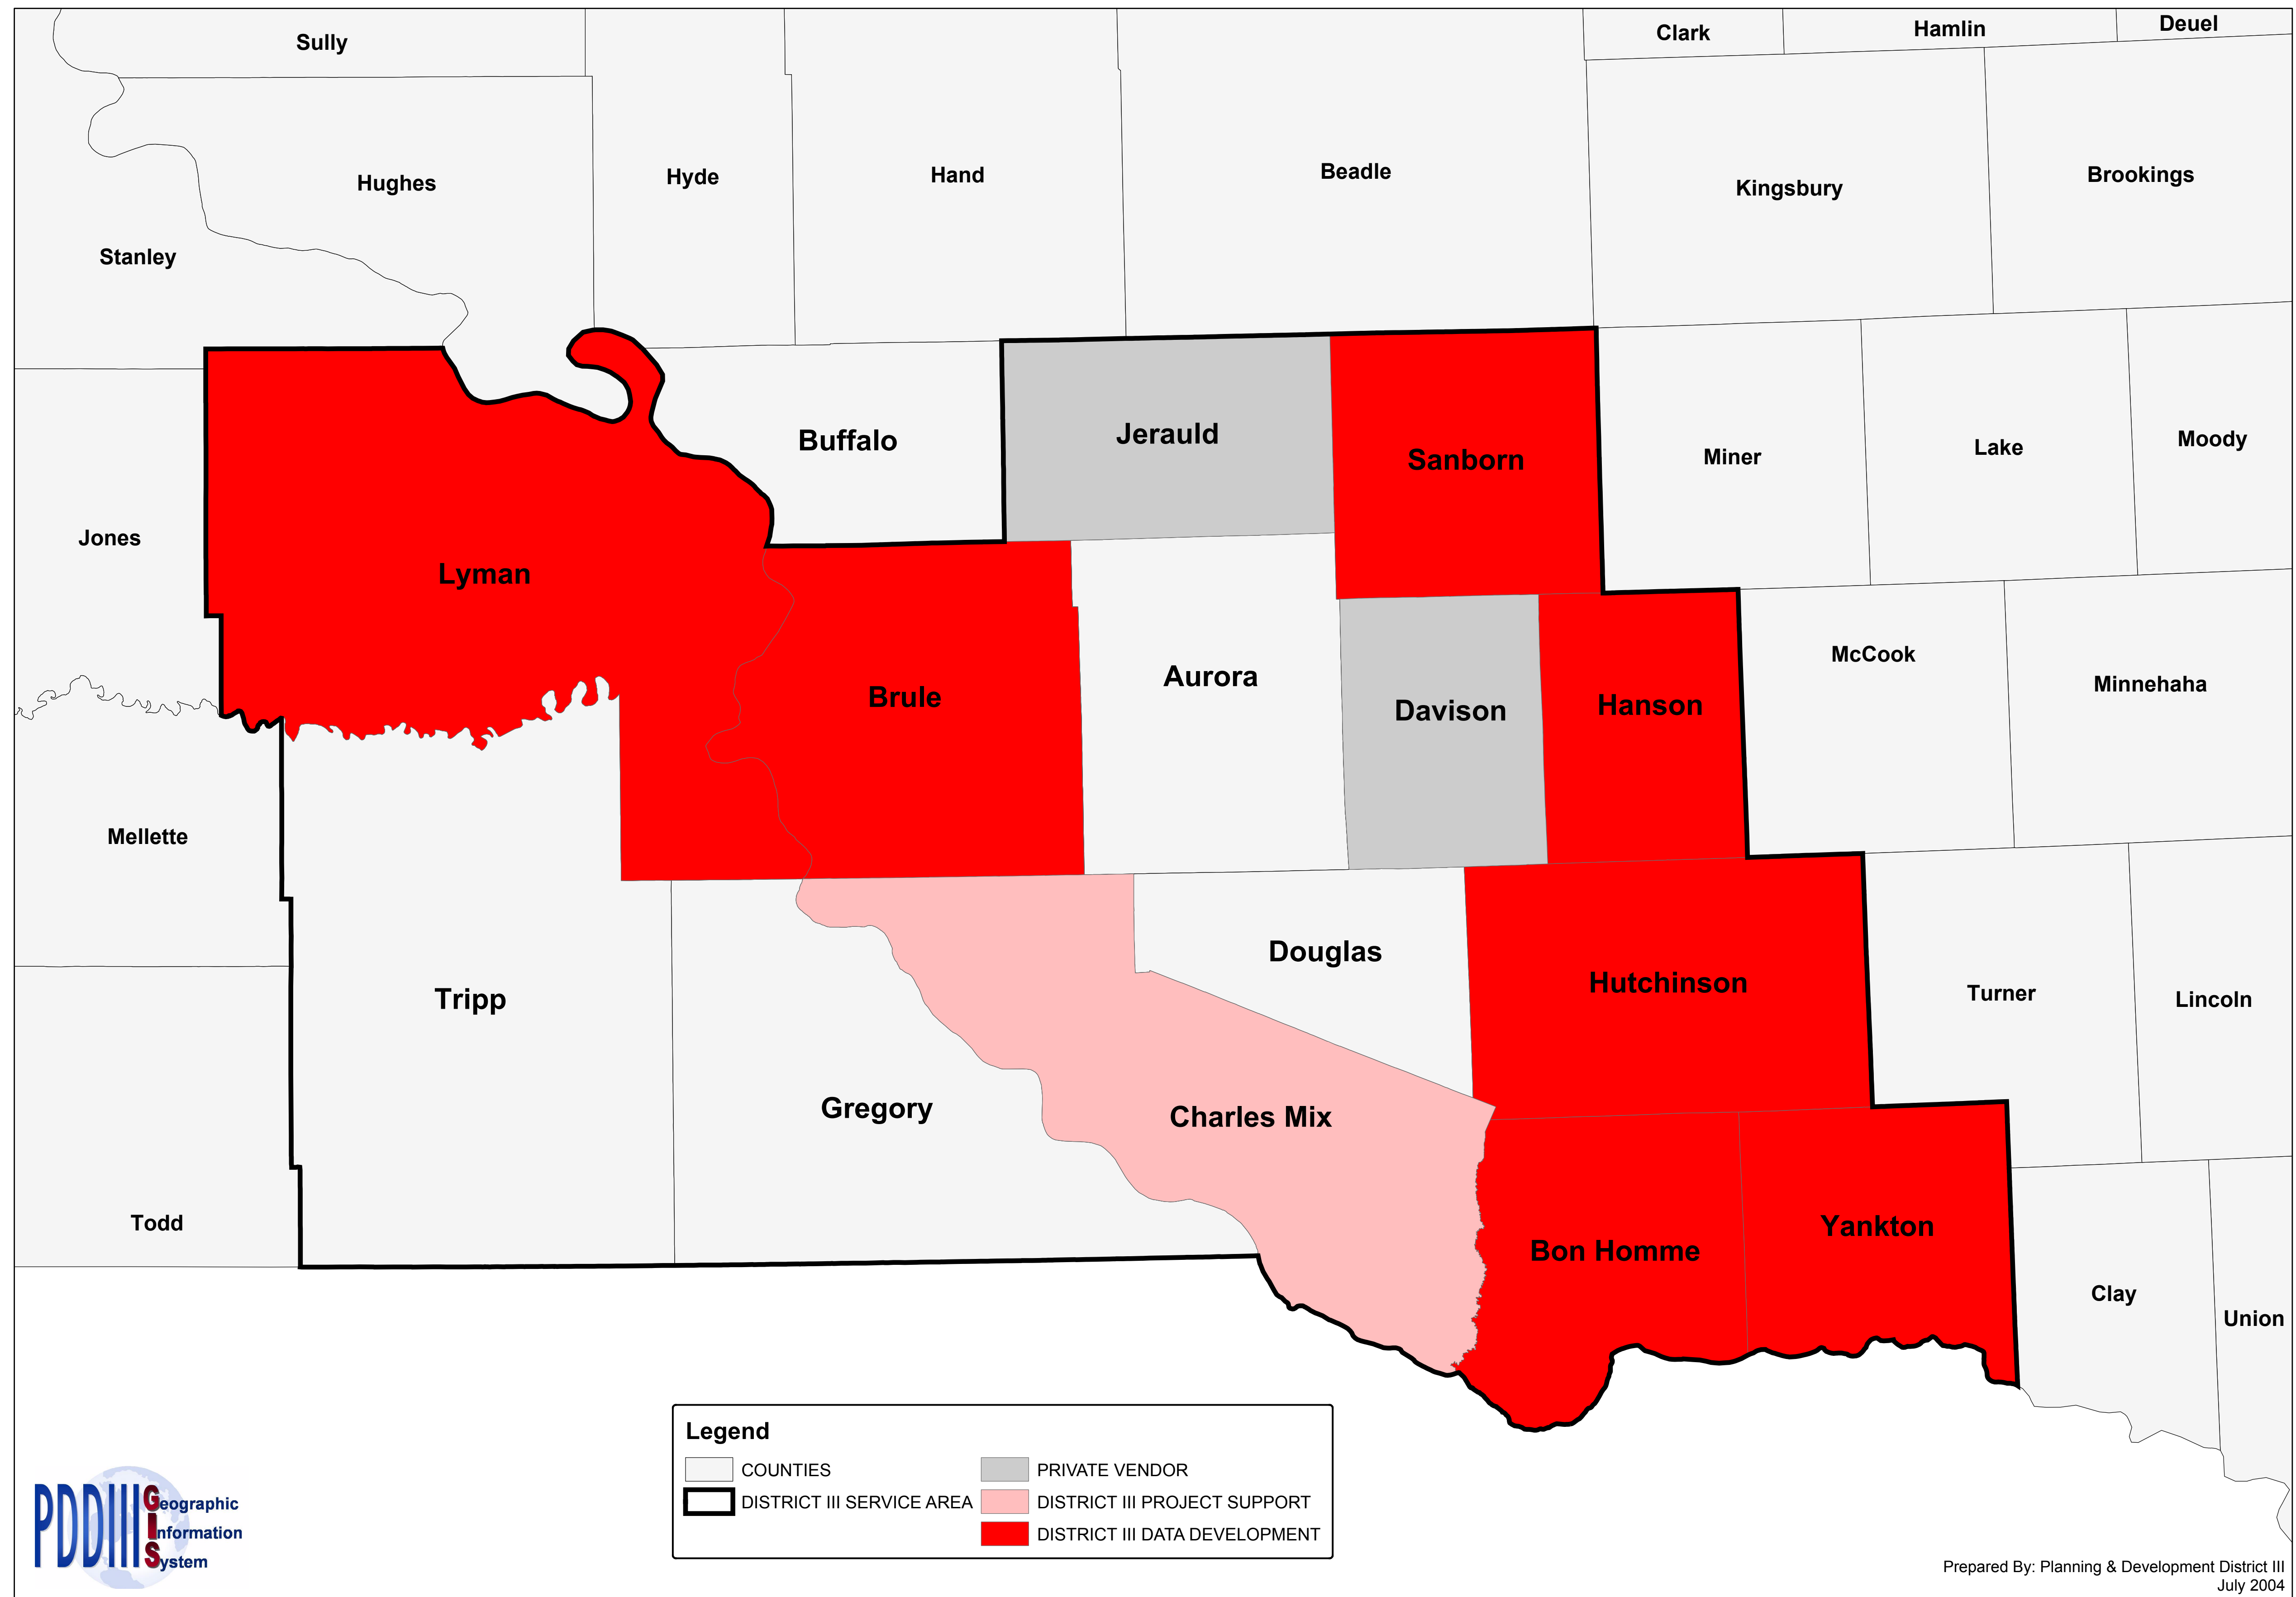 Sully
Clark
Hamlin
Deuel
Hughes
Hyde
Hand
Beadle
Kingsbury
Brookings
Stanley
Buffalo
Jerauld
Sanborn
Miner
Lake
Moody
Jones
Lyman
Brule
Aurora
Davison
Hanson
McCook
Minnehaha
Mellette
Tripp
Gregory
Charles Mix
Douglas
Hutchinson
Turner
Lincoln
Todd
Bon Homme
Yankton
Clay
Union
Legend
COUNTIES
DISTRICT III SERVICE AREA
PRIVATE VENDOR
DISTRICT III PROJECT SUPPORT
DISTRICT III DATA DEVELOPMENT
PDDIII Geographic
Information
System
Prepared By: Planning & Development District III
July 2004